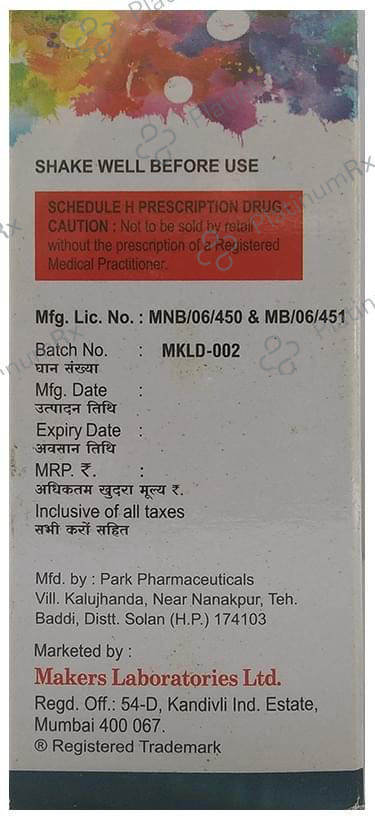 SHAKE WELL BEFORE USE
SCHEDULE H PRESCRIPTION DRUG
CAUTION : Not to be sold by retail
without the prescription of a Registered
Medical Practitioner.
Mfg. Lic. No. : MNB/06/450 & MB/06/451
Batch No. : MKLD-002
घान संख्या
Mfg. Date :
उत्पादन तिथि
Expiry Date :
अवसान तिथि
MRP. ₹. :
अधिकतम खुदरा मूल्य ₹.
Inclusive of all taxes
सभी करों सहित
Mfd. by : Park Pharmaceuticals
Vill. Kalujhanda, Near Nanakpur, Teh.
Baddi, Distt. Solan (H.P.) 174103
Marketed by :
Makers Laboratories Ltd.
Regd. Off.: 54-D, Kandivli Ind. Estate,
Mumbai 400 067.
® Registered Trademark
PlatinumRx